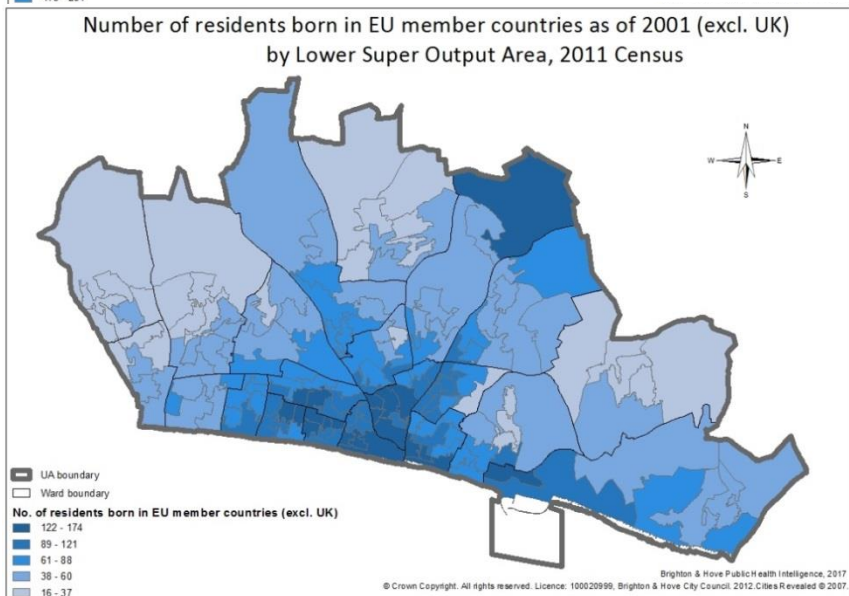 Number of residents born in EU member countries as of 2001 (excl. UK)
by Lower Super Output Area, 2011 Census
N
W E
S
UA boundary
Ward boundary
No. of residents born in EU member countries (excl. UK)
122 - 174
89 - 121
61 - 88
38 - 60
16 - 37
Brighton & Hove Public Health Intelligence, 2017
© Crown Copyright. All rights reserved. Licence: 100020999, Brighton & Hove City Council. 2012.Cities Revealed © 2007.